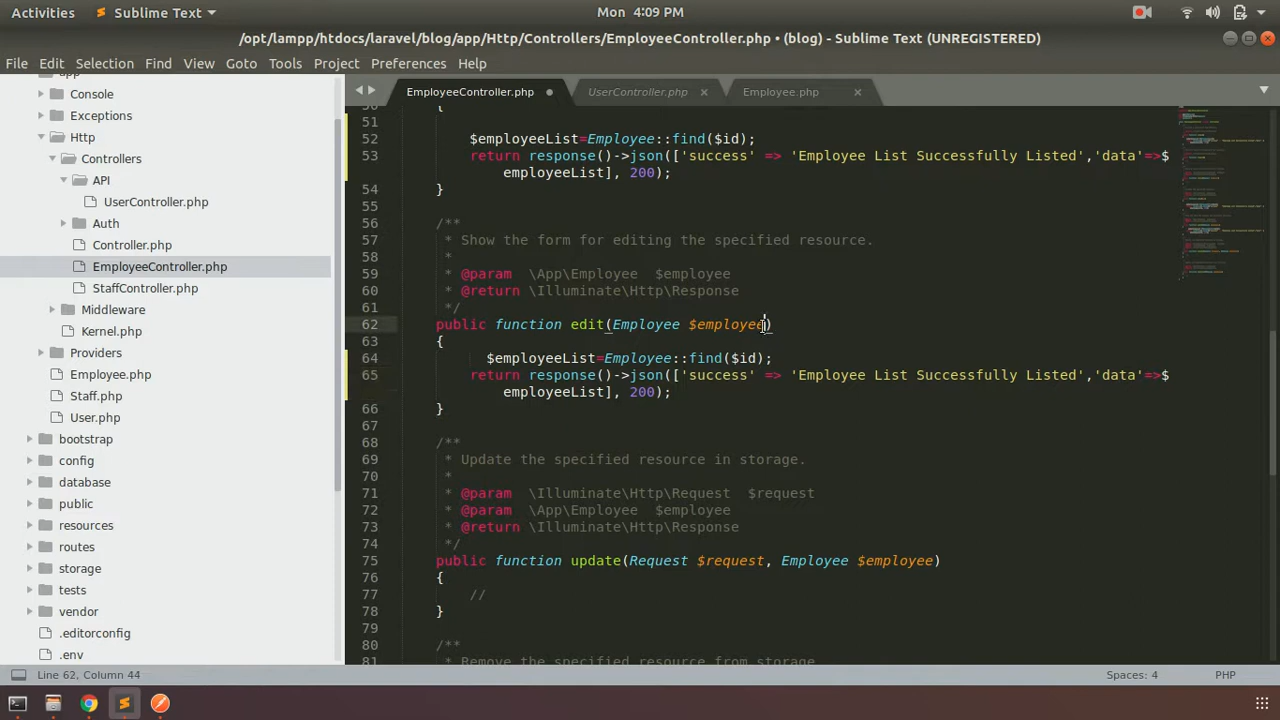 Activities
Sublime Text
Mon 4:09 PM
/opt/lampp/htdocs/laravel/blog/app/Http/Controllers/EmployeeController.php • (blog) - Sublime Text (UNREGISTERED)
File Edit Selection Find View Goto Tools Project Preferences Help
app
Console
Exceptions
Http
Controllers
API
UserController.php
Auth
Controller.php
EmployeeController.php
StaffController.php
Middleware
Kernel.php
Providers
Employee.php
Staff.php
User.php
bootstrap
config
database
public
resources
routes
storage
tests
vendor
.editorconfig
.env
EmployeeController.php
UserController.php
Employee.php
50 {
51
52 $employeeList=Employee::find($id);
53 return response()->json(['success' => 'Employee List Successfully Listed','data'=>$
employeeList], 200);
54 }
55
56 /**
57 * Show the form for editing the specified resource.
58 *
59 * @param \App\Employee $employee
60 * @return \Illuminate\Http\Response
61 */
62 public function edit(Employee $employee)
63 {
64 $employeeList=Employee::find($id);
65 return response()->json(['success' => 'Employee List Successfully Listed','data'=>$
employeeList], 200);
66 }
67
68 /**
69 * Update the specified resource in storage.
70 *
71 * @param \Illuminate\Http\Request $request
72 * @param \App\Employee $employee
73 * @return \Illuminate\Http\Response
74 */
75 public function update(Request $request, Employee $employee)
76 {
77 //
78 }
79
80 /**
81 * Remove the specified resource from storage
Line 62, Column 44
Spaces: 4
PHP